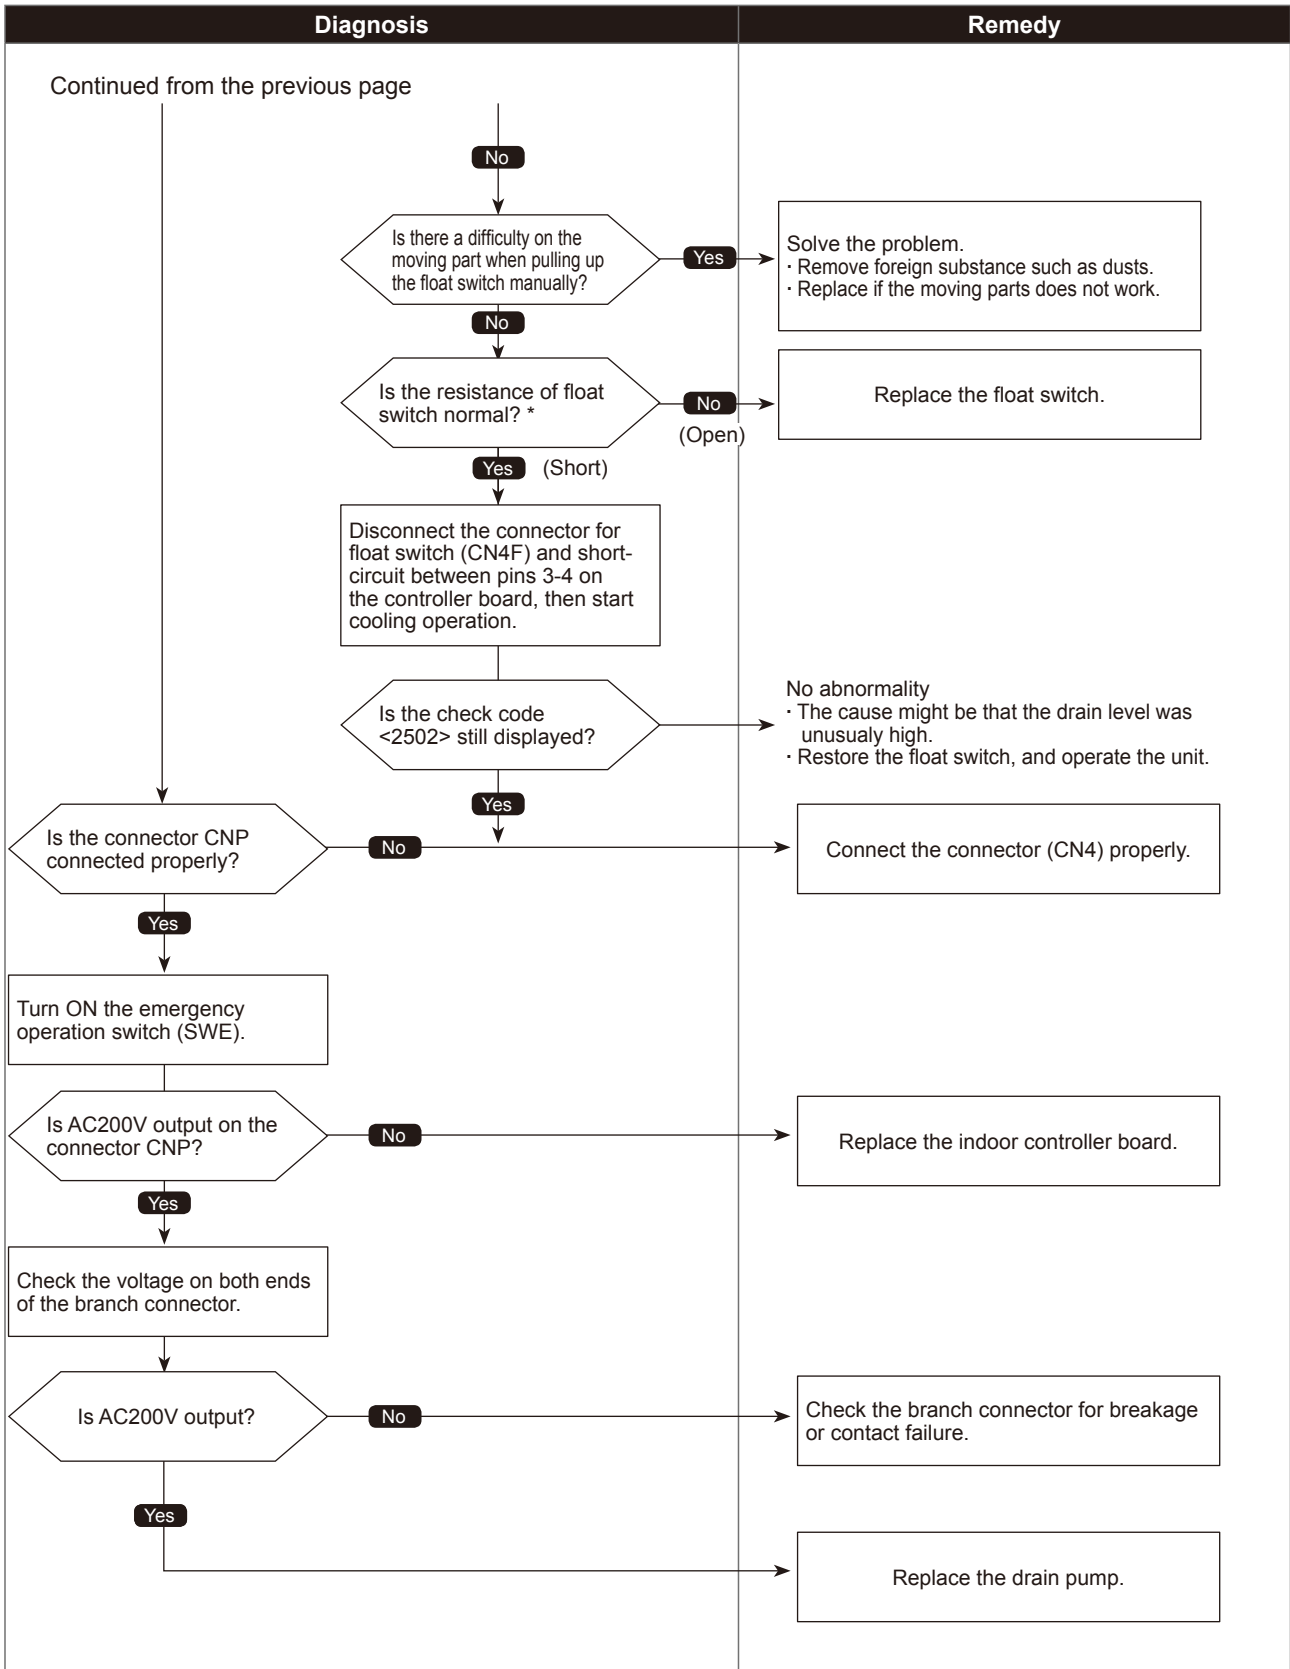 Diagnosis
Remedy
Continued from the previous page
No
Is there a difficulty on the
moving part when pulling up
the float switch manually?
Yes
Solve the problem.
· Remove foreign substance such as dusts.
· Replace if the moving parts does not work.
No
Is the resistance of float
switch normal? *
No
(Open)
Replace the float switch.
Yes (Short)
Disconnect the connector for
float switch (CN4F) and short-
circuit between pins 3-4 on
the controller board, then start
cooling operation.
Is the check code
<2502> still displayed?
No abnormality
· The cause might be that the drain level was
unusualy high.
· Restore the float switch, and operate the unit.
Yes
Is the connector CNP
connected properly?
No
Connect the connector (CN4) properly.
Yes
Turn ON the emergency
operation switch (SWE).
Is AC200V output on the
connector CNP?
No
Replace the indoor controller board.
Yes
Check the voltage on both ends
of the branch connector.
Is AC200V output?
No
Check the branch connector for breakage
or contact failure.
Yes
Replace the drain pump.